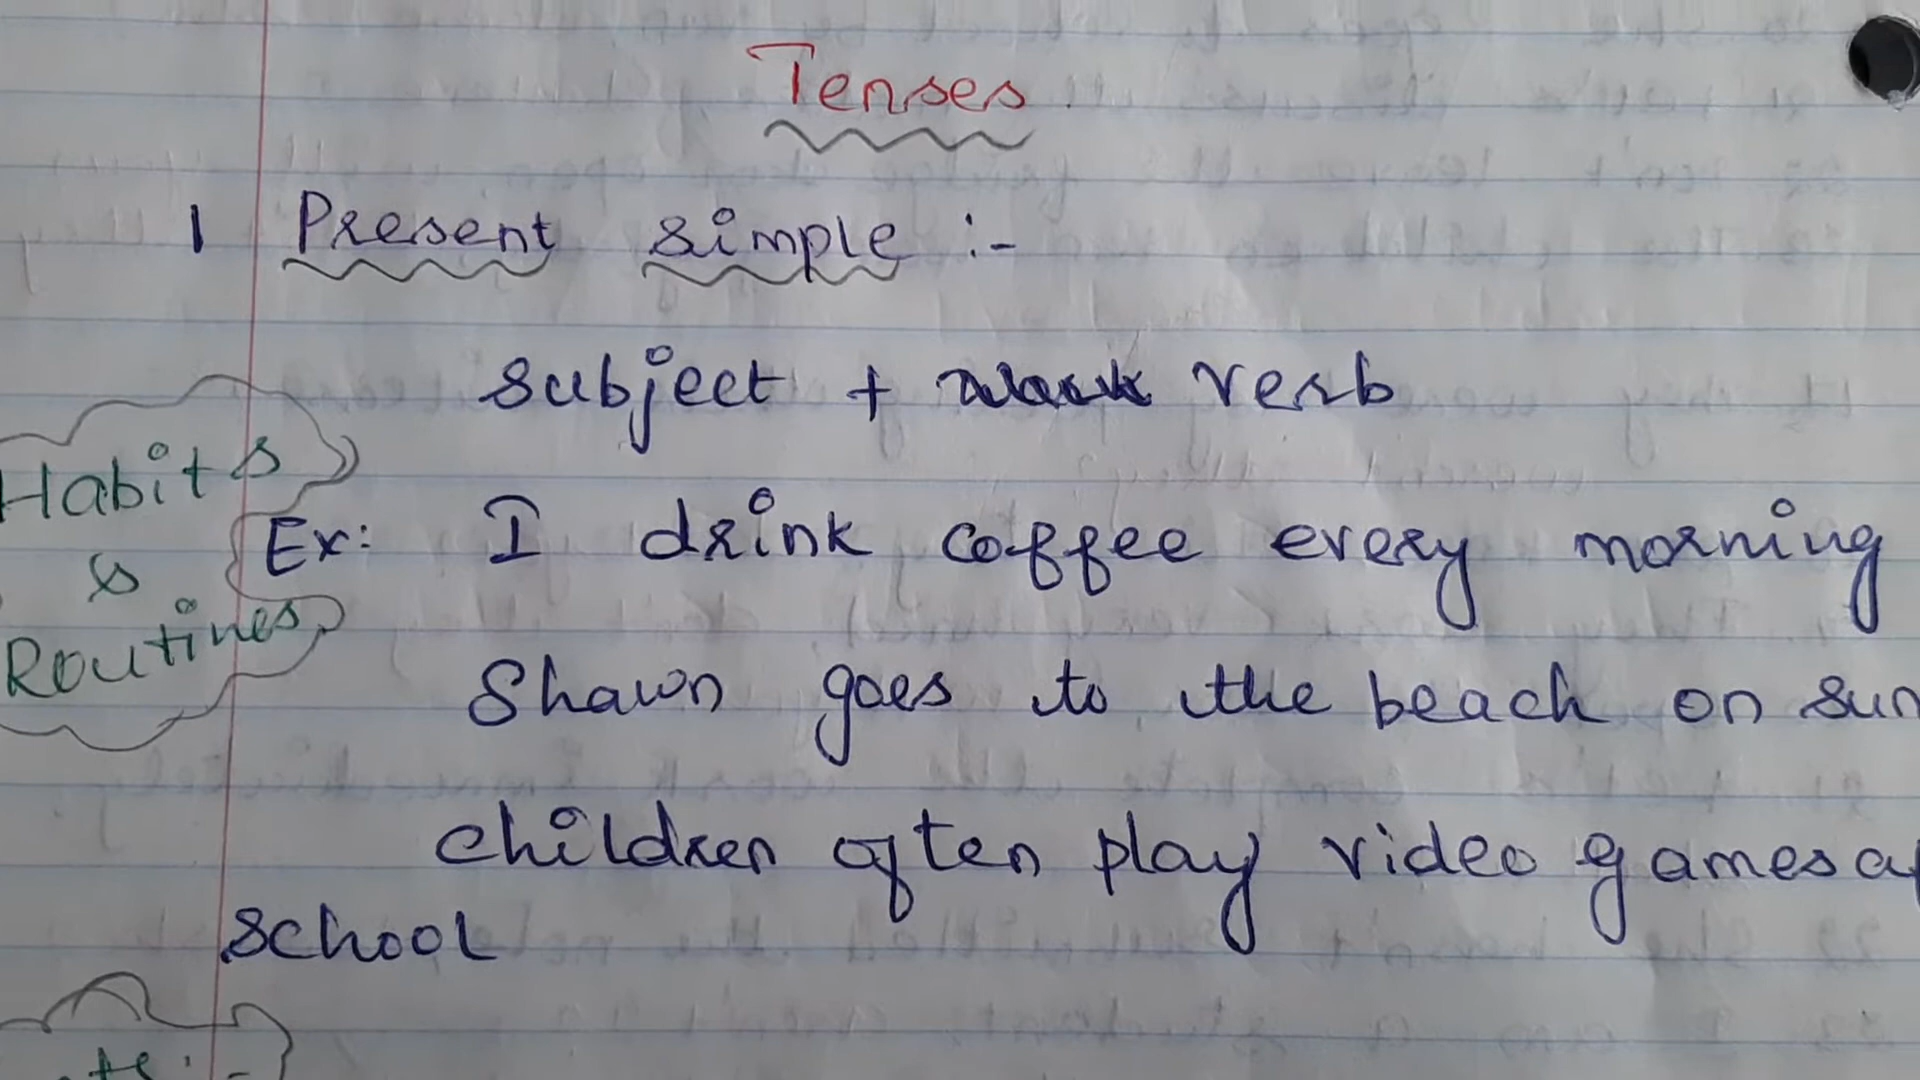 Tenses
1 Present simple :-
subject + verb
Habits
&
Routines
Ex: I drink coffee every morning
Shawn goes to the beach on sun
children often play video games
school